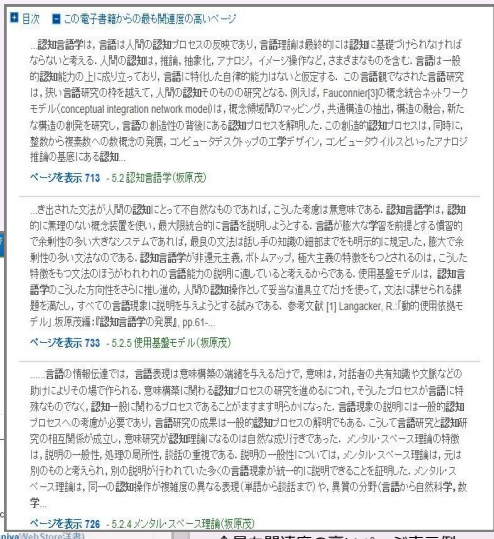 目次 この電子書籍からの最も関連度の高いページ
...認知言語学は, 言語は人間の認知プロセスの反映であり, 言語理論は最終的には認知に基礎づけられなければ
ならないと考える. 人間の認知は, 推論, 抽象化, アナロジ, イメージ操作など, さまざまなものを含む. 言語は一般
的認知能力の上に成り立っており, 言語に特化した自律的能力はないと仮定する. この言語観でなされた言語研究
は, 狭い言語研究の枠を越えて, 人間の認知そのものの研究となる. 例えば, Fauconnier[3]の概念統合ネットワーク
モデル(conceptual integration network model)は, 概念領域間のマッピング, 共通構造の抽出, 構造の融合, 新た
な構造の創発を研究し, 言語の創造性の背後にある認知プロセスを解明した. この創造的認知プロセスは, 同時に,
整数から複素数への数概念の発展, コンピュータデスクトップの工学デザイン, コンピュータウイルスといったアナロジ
推論の基底にある認知...
ページを表示 713 - 5.2 認知言語学(坂原茂)
...き出された文法が人間の認知にとって不自然なものであれば, こうした考慮は無意味である. 認知言語学は, 認知
的に無理のない概念装置を使い, 最大限統合的に言語を説明しようとする. 言語が膨大な学習を前提とする慣習的
で余剰性の多い大きなシステムであれば, 最良の文法は話し手の知識の細部までをも明示的に規定した, 膨大で余
剰性の多い文法なのである. 認知言語学が非還元主義, ボトムアップ, 極大主義の特徴をもつとされるのは, こうした
特徴をもつ文法のほうがわれわれの言語能力の説明に適していると考えるからである. 使用基盤モデルは, 認知言
語学のこうした方向性をさらに推し進め, 人間の認知操作として妥当な道具立てだけを使って, 文法に課せられる課
題を満たし, すべての言語現象に説明を与えようとする試みである. 参考文献 [1] Langacker, R.:「動的使用依拠モ
デル」坂原茂編:『認知言語学の発展』, pp.61-...
ページを表示 733 - 5.2.5 使用基盤モデル(坂原茂)
......言語の情報伝達では, 言語表現は意味構築の端緒を与えるだけで, 意味は, 対話者の共有知識や文脈などの
助けによりその場で作られる. 意味構築に関わる認知プロセスの研究を進めるにつれ, そうしたプロセスが言語に特
殊なものでなく, 認知一般に関わるプロセスであることがますます明らかになった. 言語現象の説明には一般的認知
プロセスへの考慮が必要であり, 言語研究の成果は一般的認知プロセスの解明でもある. こうして言語研究と認知研
究の相互関係が成立し, 意味研究が認知理論になるのは自然な成り行きであった. メンタル・スペース理論の特徴
は, 説明の一般性, 処理の局所性, 談話の重視である. 説明の一般性については, メンタル・スペース理論は, 元は
別のものと考えられ, 別の説明が行われていた多くの言語現象が統一的に説明できることを証明した. メンタル・ス
ペース理論は, 同一の認知操作が複雑度の異なる表現(単語から談話まで)や, 異質の分野(言語から自然科学, 数
学...
ページを表示 726 - 5.2.4 メンタル・スペース理論(坂原茂)
WebStore洋書)